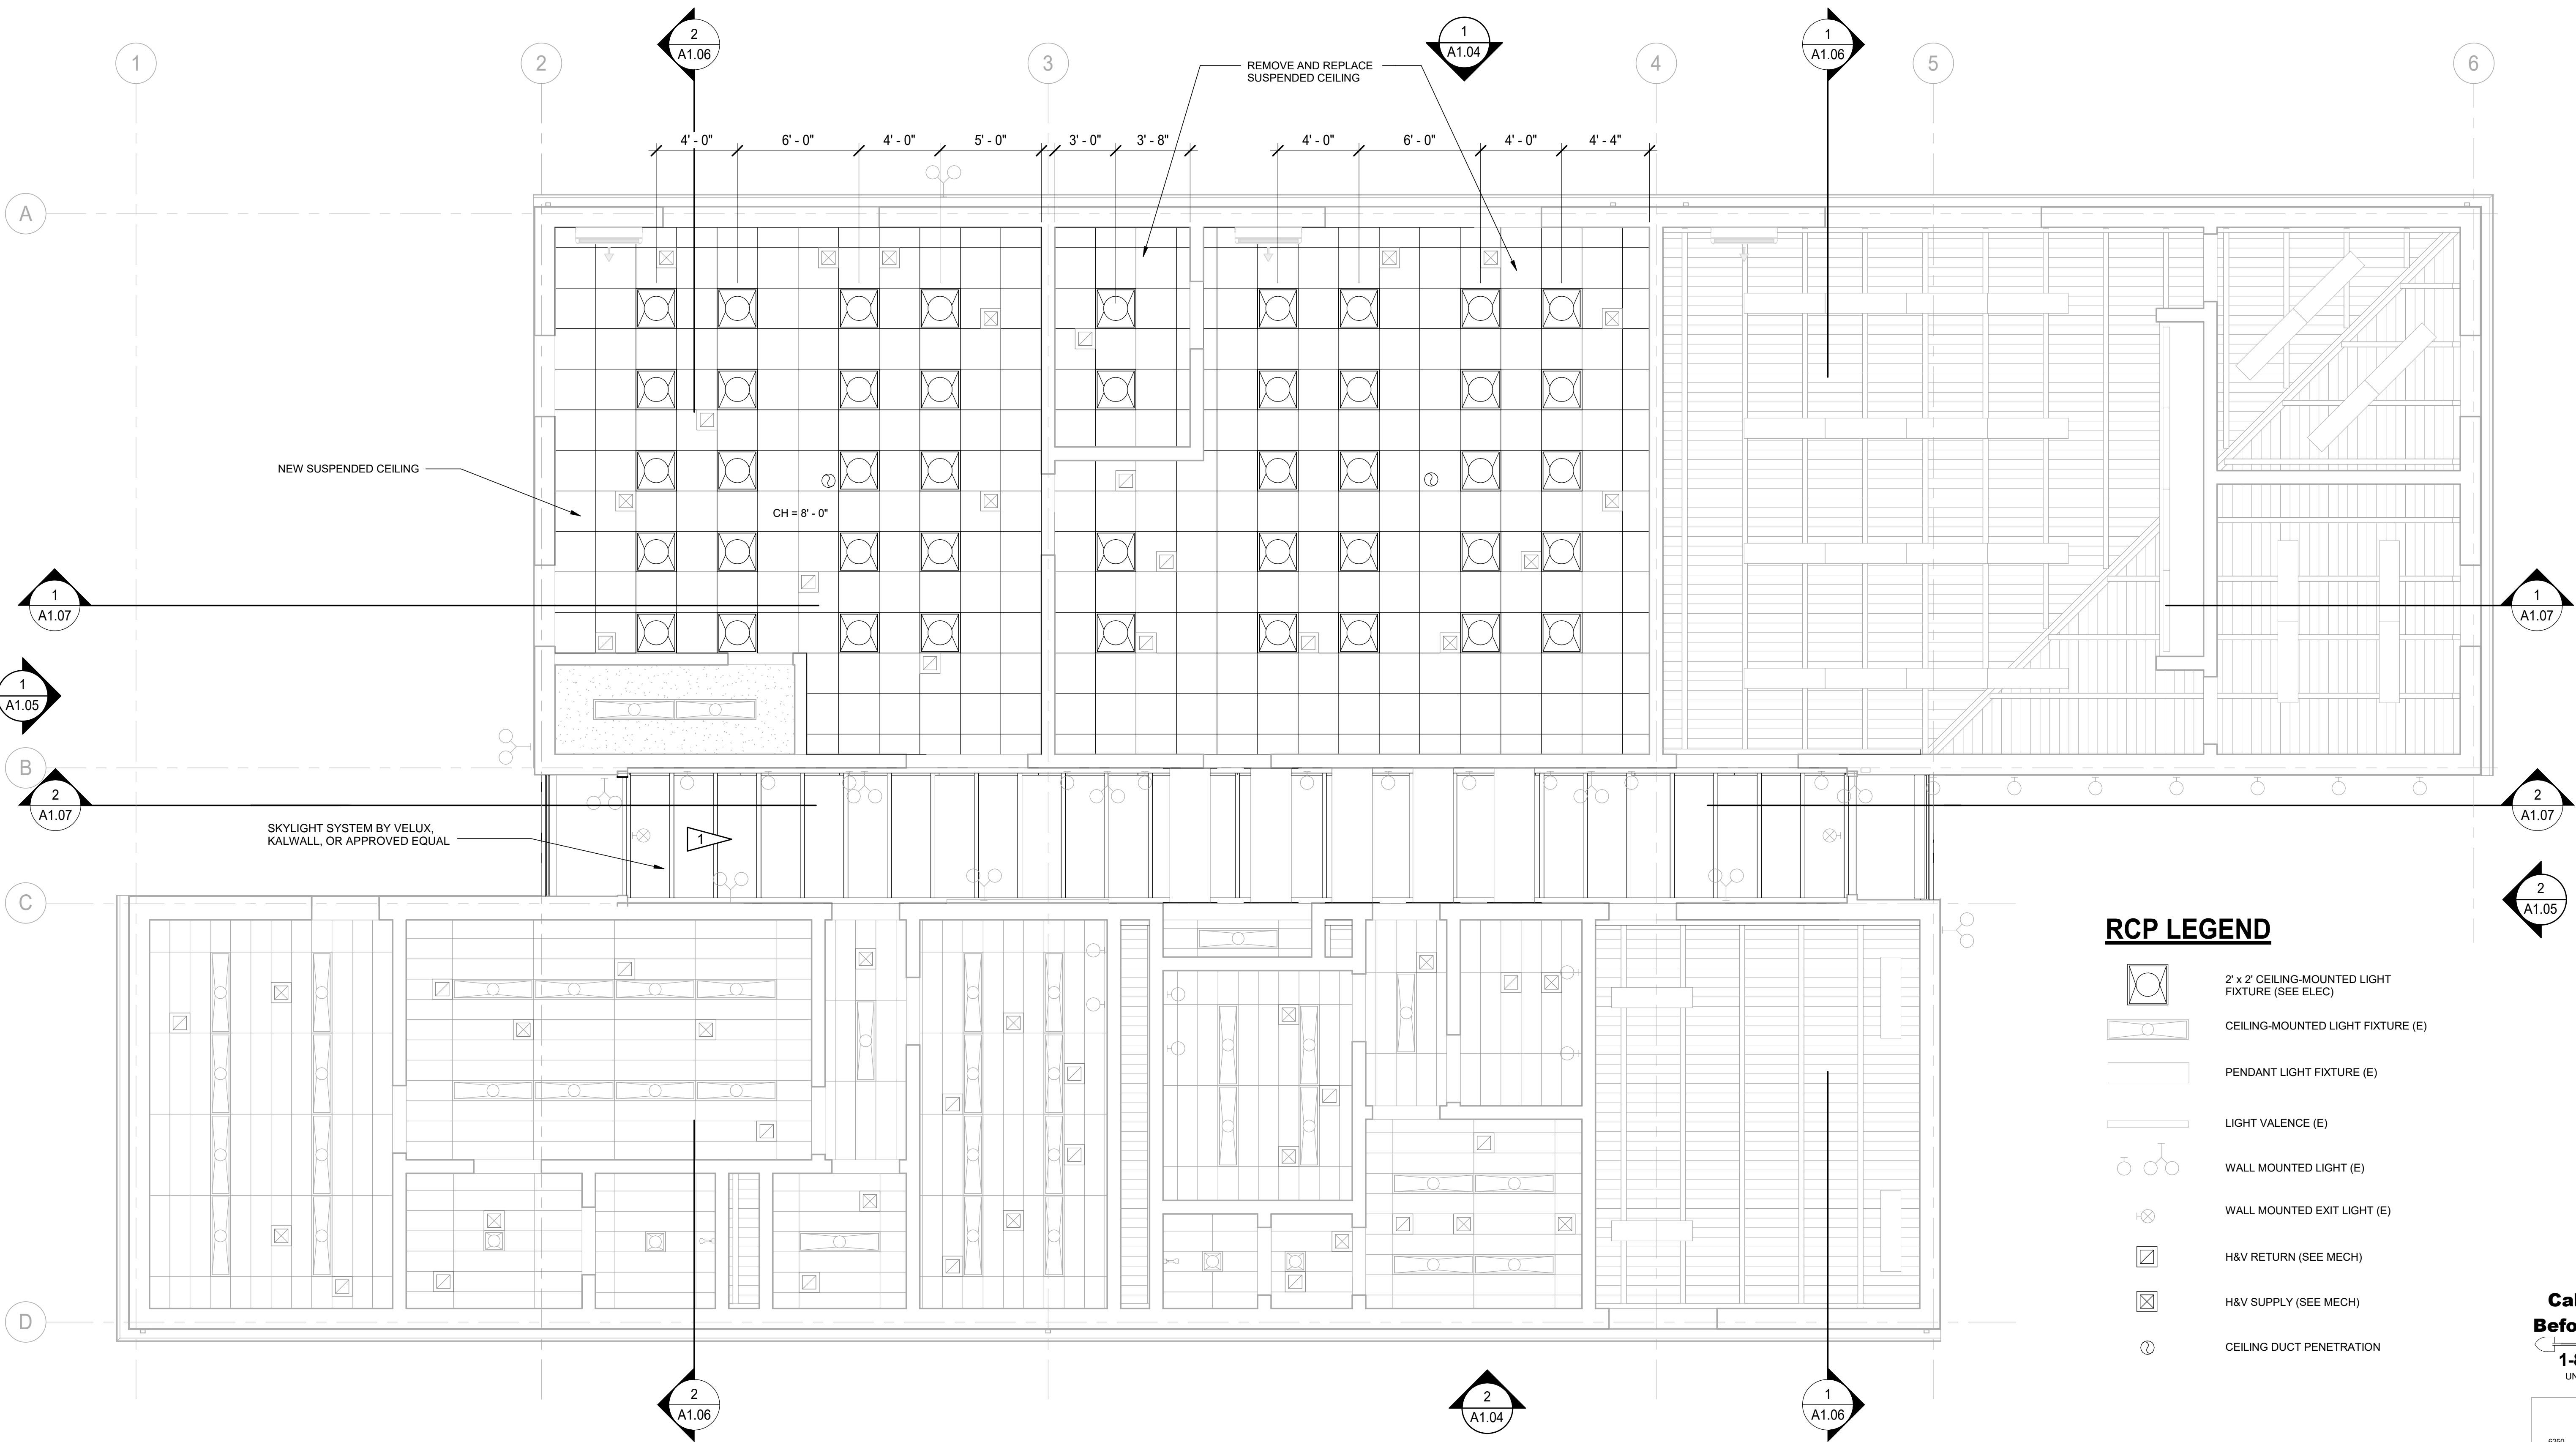 2
A1.06
1
A1.04
1
A1.06
1
2
3
4
5
6
REMOVE AND REPLACE
SUSPENDED CEILING
4' - 0"
6' - 0"
4' - 0"
5' - 0"
3' - 0"
3' - 8"
4' - 0"
6' - 0"
4' - 0"
4' - 4"
A
NEW SUSPENDED CEILING
CH = 8' - 0"
1
A1.07
1
A1.07
1
A1.05
B
2
A1.07
2
A1.07
SKYLIGHT SYSTEM BY VELUX,
KALWALL, OR APPROVED EQUAL
1
C
2
A1.05
RCP LEGEND
2' x 2' CEILING-MOUNTED LIGHT
FIXTURE (SEE ELEC)
CEILING-MOUNTED LIGHT FIXTURE (E)
PENDANT LIGHT FIXTURE (E)
LIGHT VALENCE (E)
WALL MOUNTED LIGHT (E)
WALL MOUNTED EXIT LIGHT (E)
H&V RETURN (SEE MECH)
H&V SUPPLY (SEE MECH)
CEILING DUCT PENETRATION
D
Befo
1-8
UN
2
A1.06
2
A1.04
1
A1.06